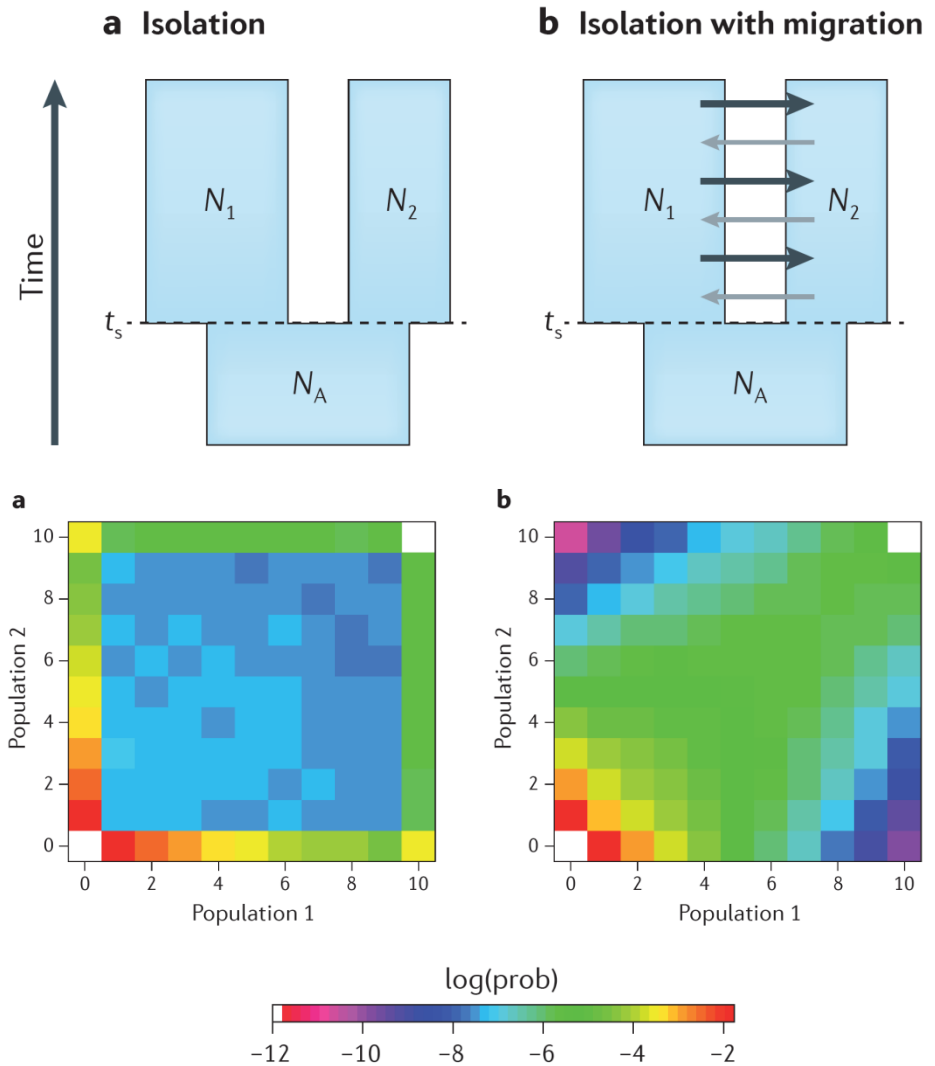 a Isolation
b Isolation with migration
Time
N1
N2
N1
N2
ts
ts
NA
NA
a
b
10
8
6
4
2
0
Population 2
0 2 4 6 8 10
Population 1
10
8
6
4
2
0
Population 2
0 2 4 6 8 10
Population 1
log(prob)
−12 −10 −8 −6 −4 −2